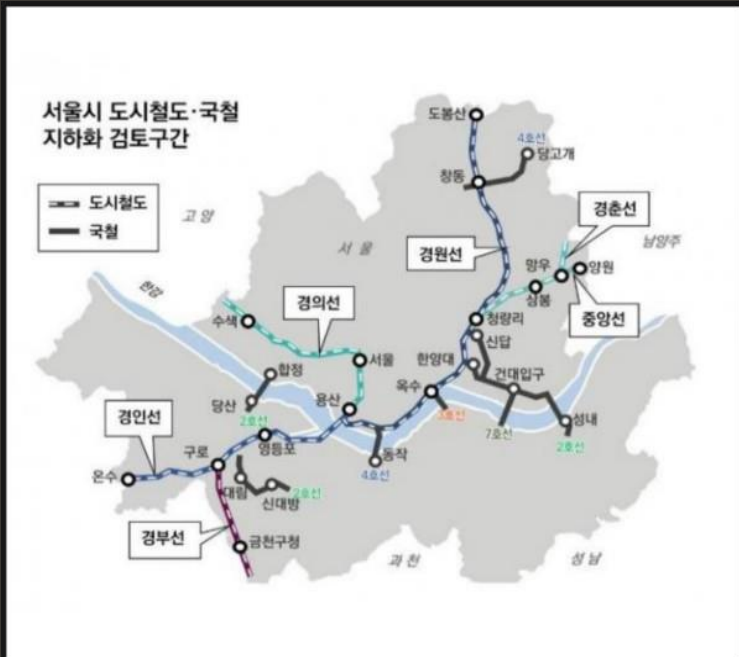 서울시 도시철도·국철
지하화 검토구간
도시철도
국철
고양
서울
남양주
한강
과천
성남
도봉산
4호선
당고개
창동
경춘선
경원선
망우
양원
상봉
중앙선
청량리
신답
경의선
수색
서울
한양대
건대입구
옥수
합정
당산
2호선
용산
3호선
7호선
성내
2호선
경인선
구로
영등포
동작
4호선
온수
대림
신대방
2호선
경부선
금천구청